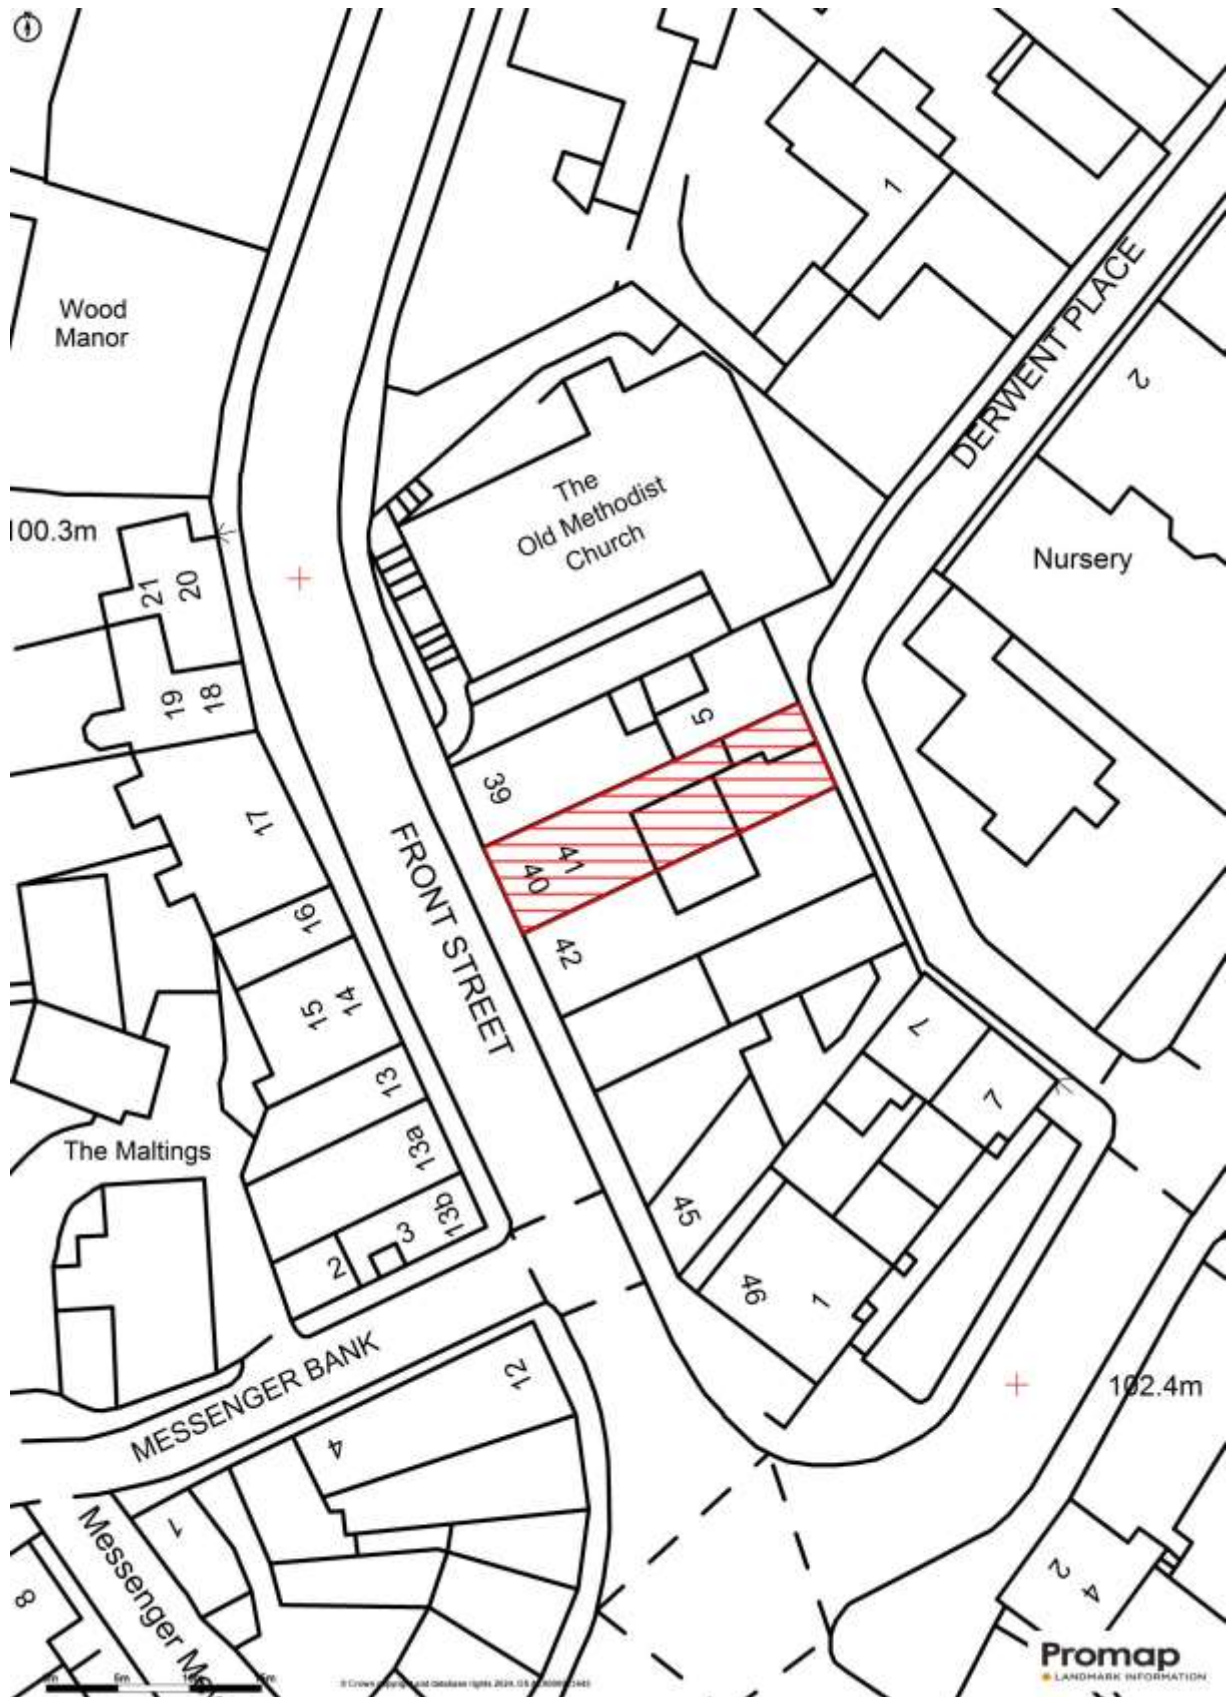 1
DERWENT PLACE
Wood
Manor
2
The
Old Methodist
Church
100.3m
Nursery
21
20
19
18
5
39
17
FRONT STREET
41
40
16
42
14
15
7
13
7
13a
The Maltings
13b
45
3
2
46
1
MESSENGER BANK
12
102.4m
4
1
Messenger
8
2
4
Promap
LANDMARK INFORMATION
5m